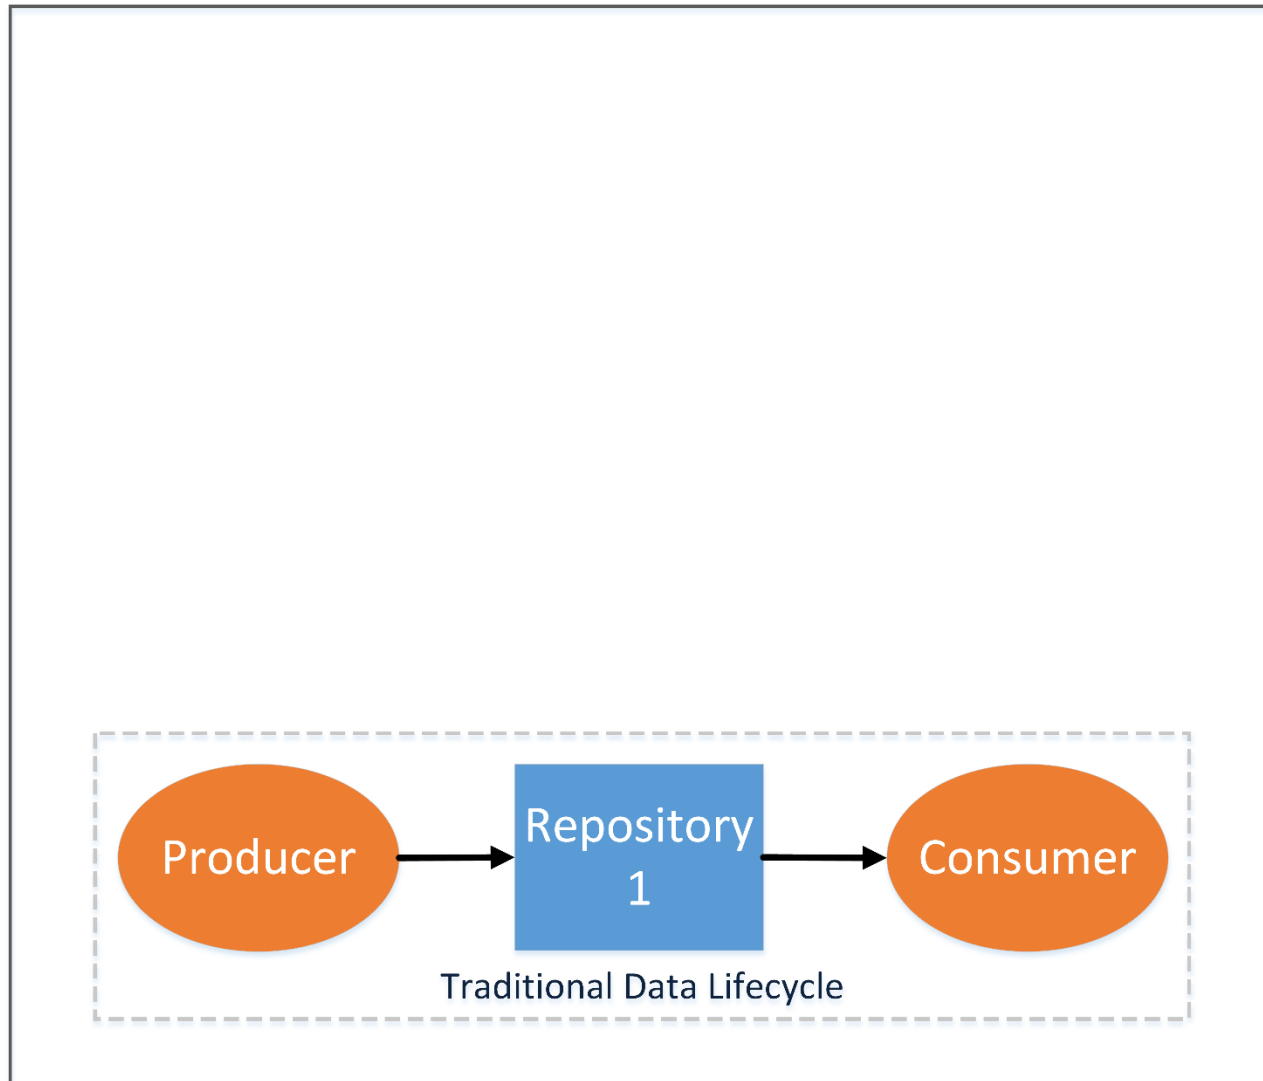 Producer
Repository
1
Consumer
Traditional Data Lifecycle